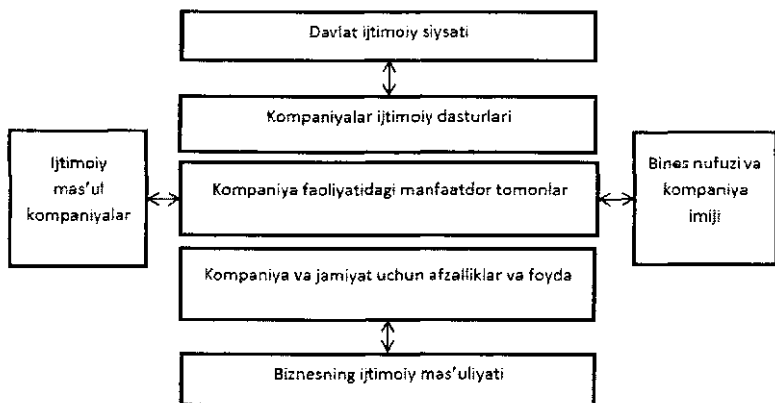 Davlat ijtimoiy siysati
Kompaniyalar ijtimoiy dasturlari
Ijtimoiy
mas'ul
kompaniyalar
Kompaniya faoliyatidagi manfaatdor tomonlar
Bines nufuzi va
kompaniya
imiji
Kompaniya va jamiyat uchun afzalliklar va foyda
Biznesning ijtimoiy mas'uliyati